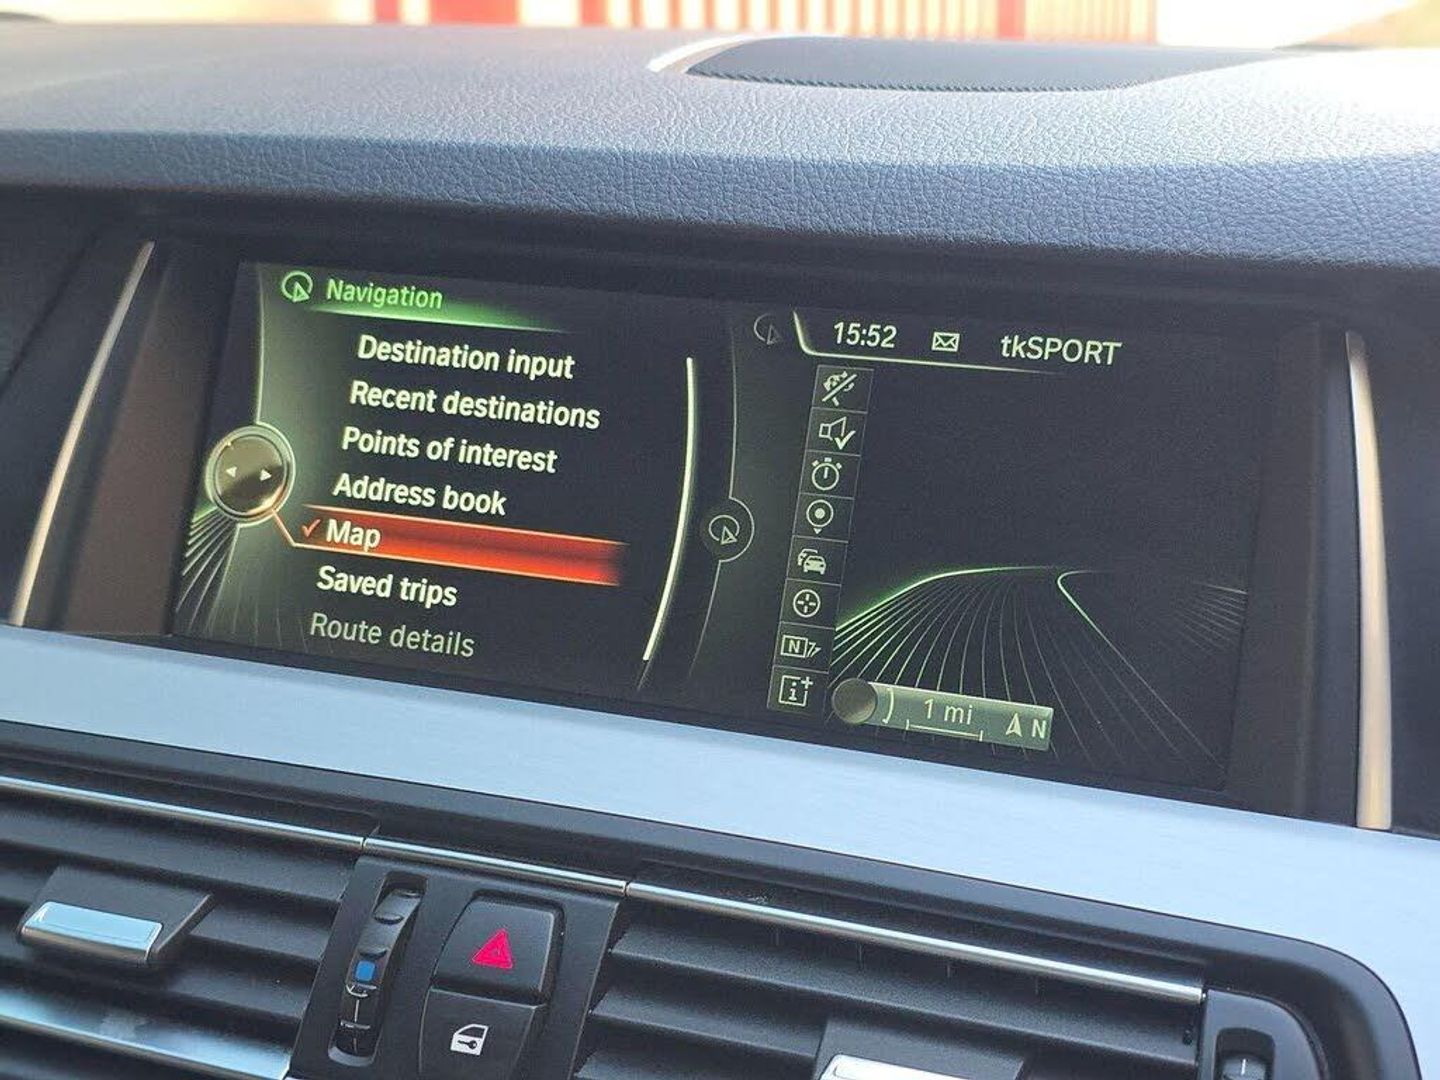 Navigation
Destination input
Recent destinations
Points of interest
Address book
Map
Saved trips
Route details
15:52 tkSPORT
N
i
1 mi N